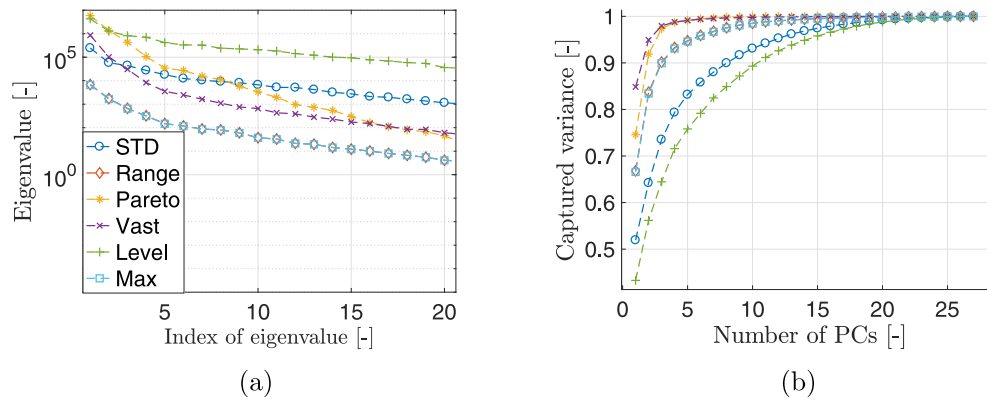 10^5
10^0
Eigenvalue [-]
STD
Range
Pareto
Vast
Level
Max
5 10 15 20
Index of eigenvalue [-]
(a)
1
0.9
0.8
0.7
0.6
0.5
Captured variance [-]
0 5 10 15 20 25
Number of PCs [-]
(b)